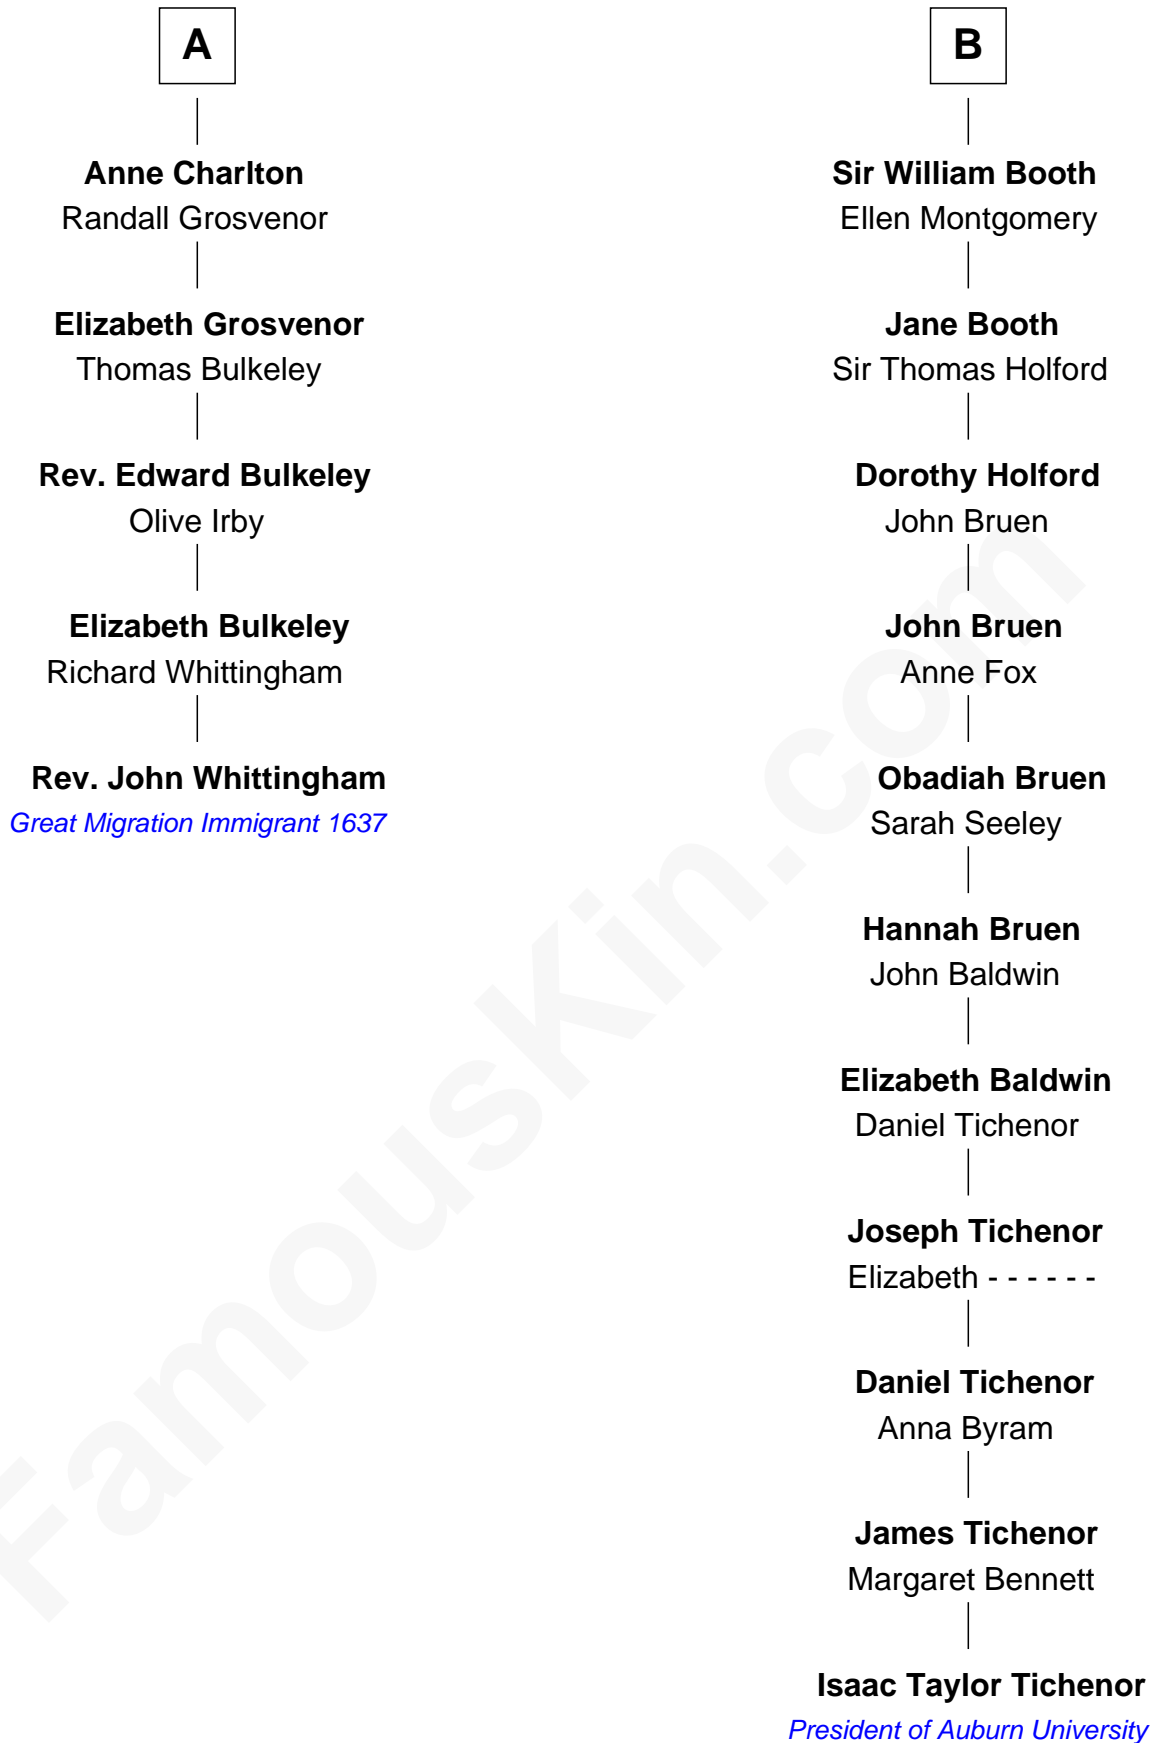 A
Anne Charlton
Randall Grosvenor
Elizabeth Grosvenor
Thomas Bulkeley
Rev. Edward Bulkeley
Olive Irby
Elizabeth Bulkeley
Richard Whittingham
Rev. John Whittingham
Great Migration Immigrant 1637
B
Sir William Booth
Ellen Montgomery
Jane Booth
Sir Thomas Holford
Dorothy Holford
John Bruen
John Bruen
Anne Fox
Obadiah Bruen
Sarah Seeley
Hannah Bruen
John Baldwin
Elizabeth Baldwin
Daniel Tichenor
Joseph Tichenor
Elizabeth - - - - - -
Daniel Tichenor
Anna Byram
James Tichenor
Margaret Bennett
Isaac Taylor Tichenor
President of Auburn University
FamousKin.com